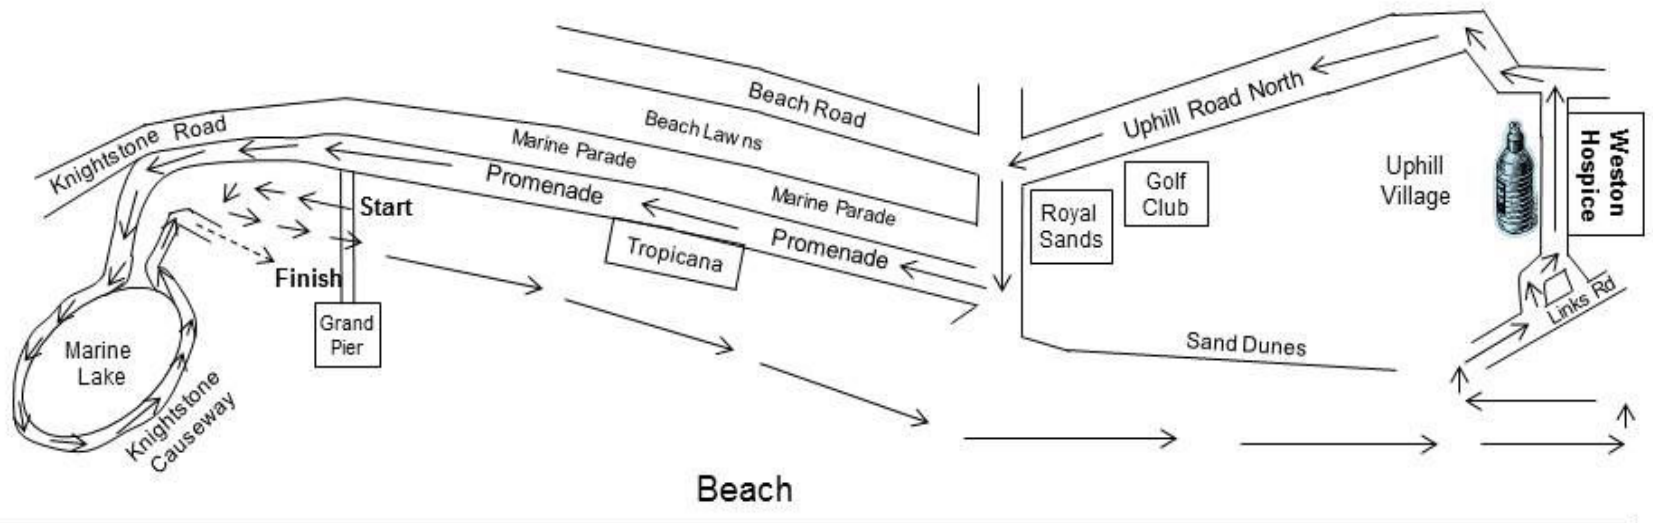 Beach Road
Beach Lawns
Uphill Road North
Knightstone Road
Marine Parade
Promenade
Marine Parade
Promenade
Start
Finish
Tropicana
Grand
Pier
Marine
Lake
Knightstone
Causeway
Royal
Sands
Golf
Club
Uphill
Village
Weston
Hospice
Links Rd
Sand Dunes
Beach